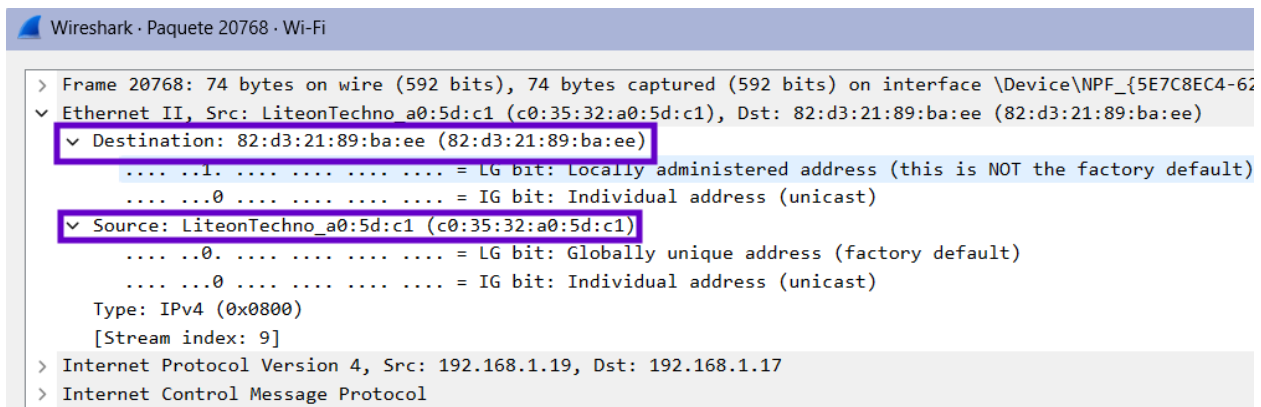 Wireshark · Paquete 20768 · Wi-Fi
> Frame 20768: 74 bytes on wire (592 bits), 74 bytes captured (592 bits) on interface \Device\NPF_{5E7C8EC4-62
Ethernet II, Src: LiteonTechno_a0:5d:c1 (c0:35:32:a0:5d:c1), Dst: 82:d3:21:89:ba:ee (82:d3:21:89:ba:ee)
Destination: 82:d3:21:89:ba:ee (82:d3:21:89:ba:ee)
.... ..1. .... .... .... .... = LG bit: Locally administered address (this is NOT the factory default)
.... ...0 .... .... .... .... = IG bit: Individual address (unicast)
Source: LiteonTechno_a0:5d:c1 (c0:35:32:a0:5d:c1)
.... ..0. .... .... .... .... = LG bit: Globally unique address (factory default)
.... ...0 .... .... .... .... = IG bit: Individual address (unicast)
Type: IPv4 (0x0800)
[Stream index: 9]
> Internet Protocol Version 4, Src: 192.168.1.19, Dst: 192.168.1.17
> Internet Control Message Protocol